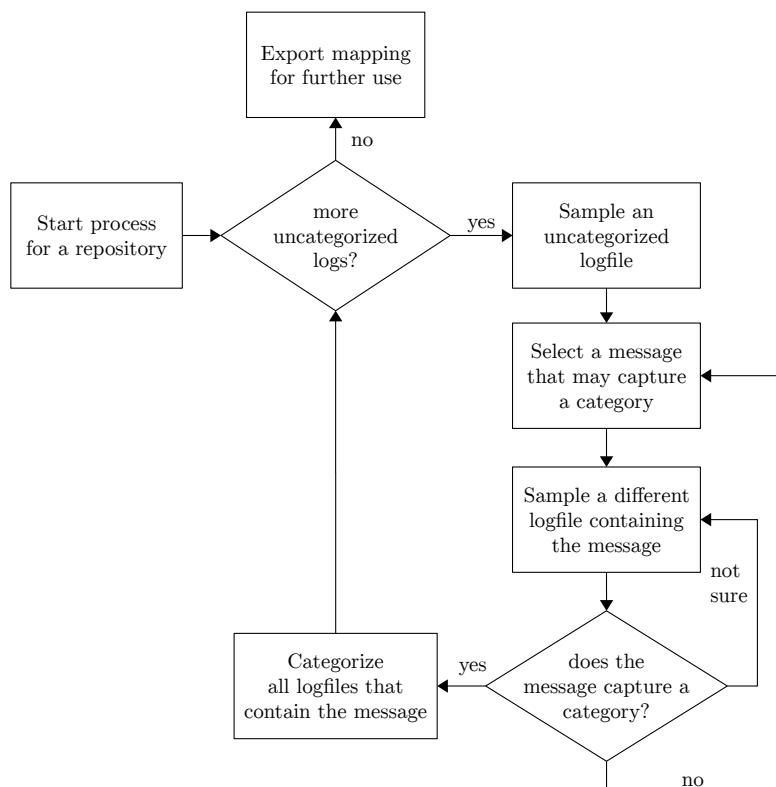 Export mapping
for further use
no
Start process
for a repository
more
uncategorized
logs?
yes
Sample an
uncategorized
logfile
Select a message
that may capture
a category
Sample a different
logfile containing
the message
not
sure
Categorize
all logfiles that
contain the message
yes
does the
message capture a
category?
no